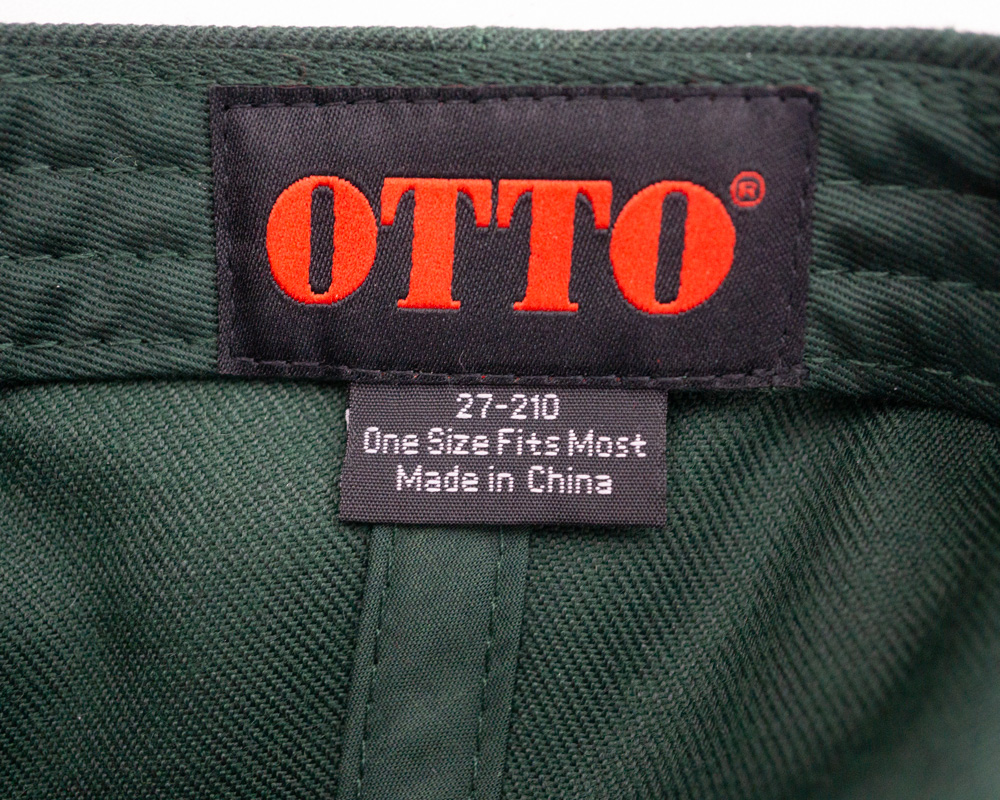 OTTO®
27-210
One Size Fits Most
Made in China